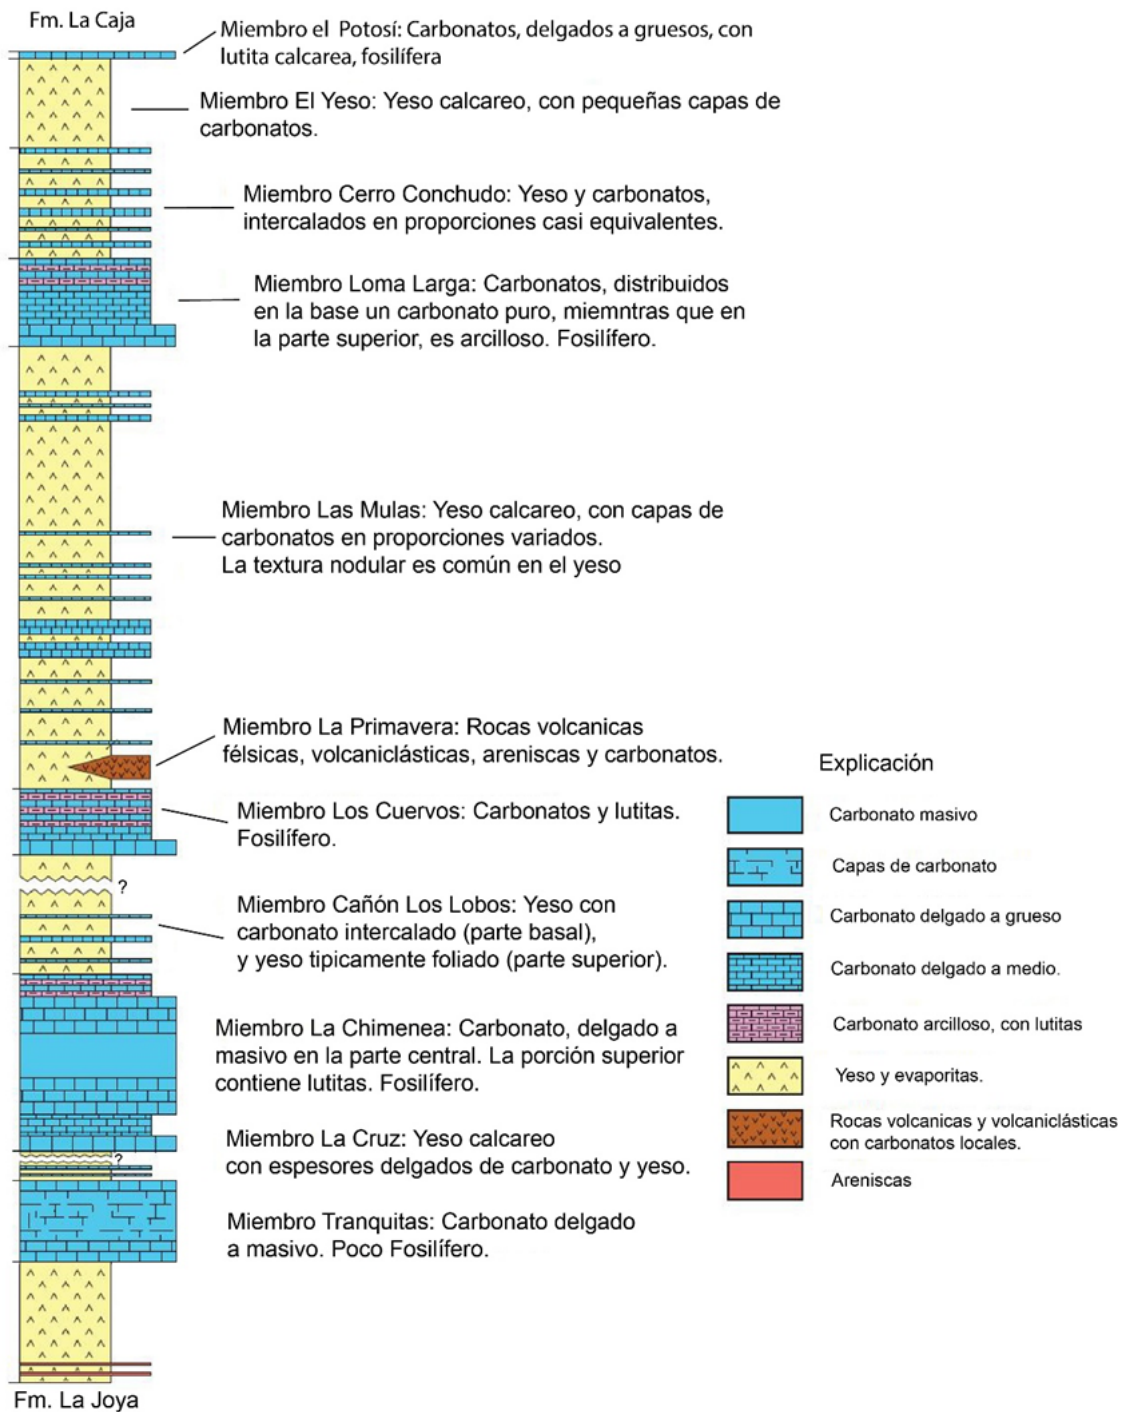 Fm. La Caja
Miembro el Potosí: Carbonatos, delgados a gruesos, con
lutita calcarea, fosilífera
Miembro El Yeso: Yeso calcareo, con pequeñas capas de
carbonatos.
Miembro Cerro Conchudo: Yeso y carbonatos,
intercalados en proporciones casi equivalentes.
Miembro Loma Larga: Carbonatos, distribuidos
en la base un carbonato puro, miemntras que en
la parte superior, es arcilloso. Fosilífero.
Miembro Las Mulas: Yeso calcareo, con capas de
carbonatos en proporciones variados.
La textura nodular es común en el yeso
Miembro La Primavera: Rocas volcanicas
félsicas, volcaniclásticas, areniscas y carbonatos.
Miembro Los Cuervos: Carbonatos y lutitas.
Fosilífero.
?
Miembro Cañón Los Lobos: Yeso con
carbonato intercalado (parte basal),
y yeso tipicamente foliado (parte superior).
Miembro La Chimenea: Carbonato, delgado a
masivo en la parte central. La porción superior
contiene lutitas. Fosilífero.
Miembro La Cruz: Yeso calcareo
con espesores delgados de carbonato y yeso.
?
Miembro Tranquitas: Carbonato delgado
a masivo. Poco Fosilífero.
Fm. La Joya
Explicación
Carbonato masivo
Capas de carbonato
Carbonato delgado a grueso
Carbonato delgado a medio.
Carbonato arcilloso, con lutitas
Yeso y evaporitas.
Rocas volcanicas y volcaniclásticas
con carbonatos locales.
Areniscas